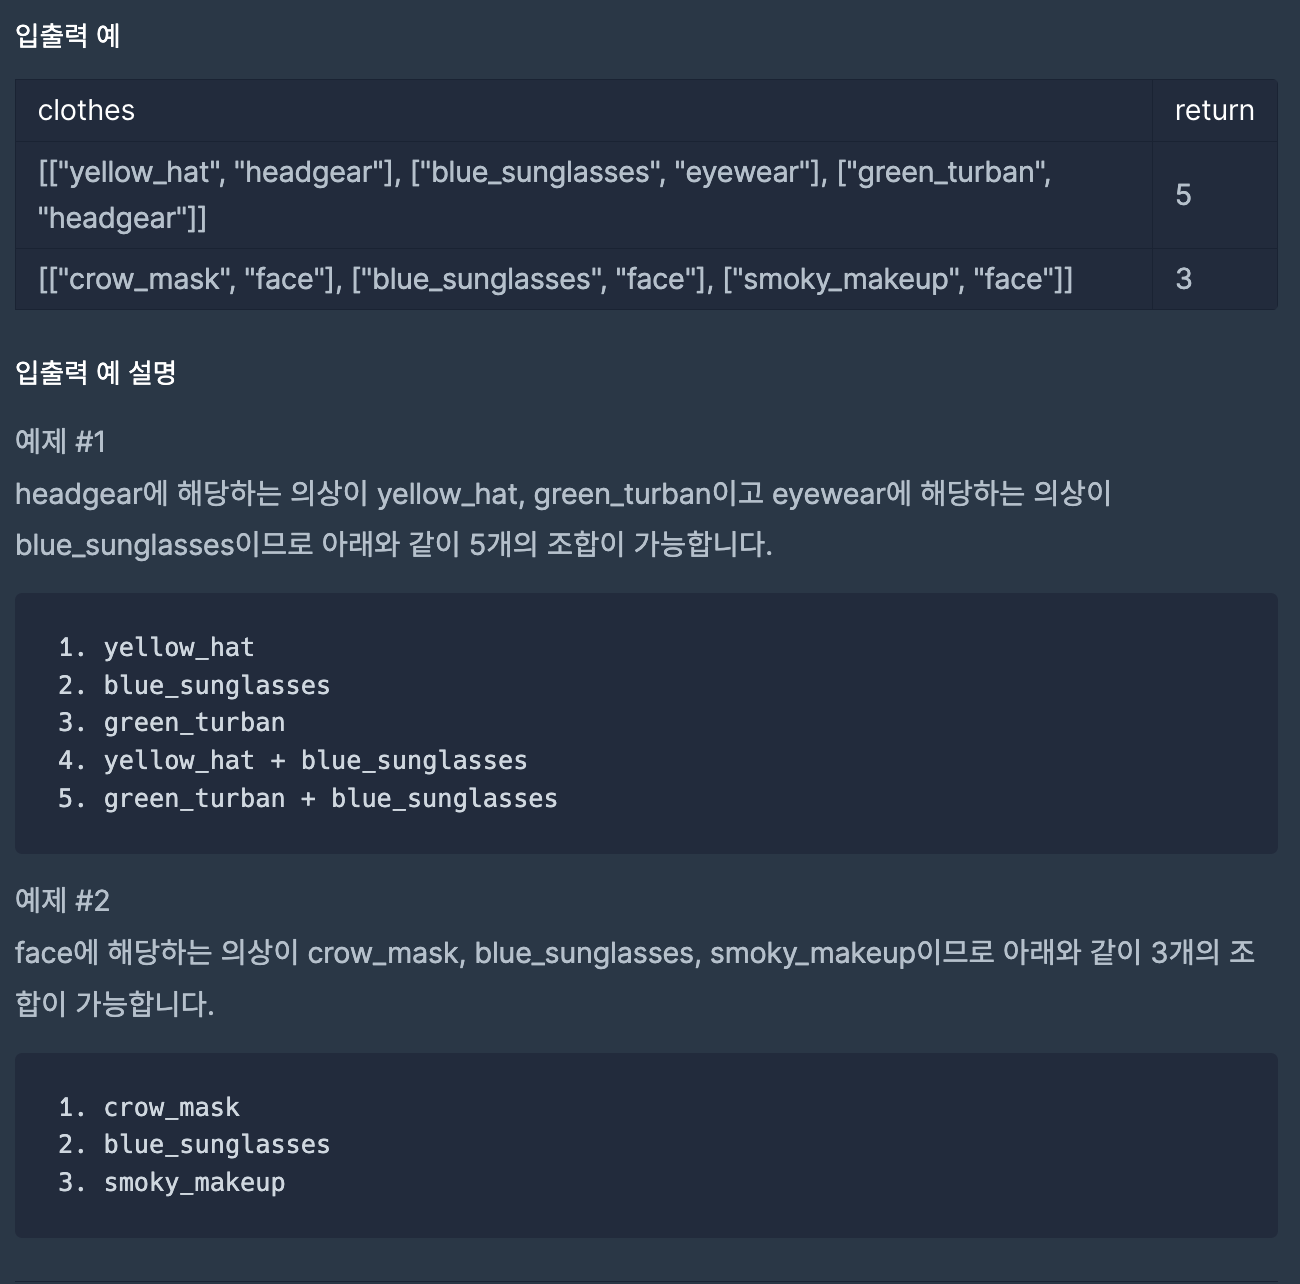 입출력 예
clothes return
[["yellow_hat", "headgear"], ["blue_sunglasses", "eyewear"], ["green_turban",
"headgear"]]
5
[["crow_mask", "face"], ["blue_sunglasses", "face"], ["smoky_makeup", "face"]] 3
입출력 예 설명
예제 #1
headgear에 해당하는 의상이 yellow_hat, green_turban이고 eyewear에 해당하는 의상이
blue_sunglasses이므로 아래와 같이 5개의 조합이 가능합니다.
1. yellow_hat
2. blue_sunglasses
3. green_turban
4. yellow_hat + blue_sunglasses
5. green_turban + blue_sunglasses
예제 #2
face에 해당하는 의상이 crow_mask, blue_sunglasses, smoky_makeup이므로 아래와 같이 3개의 조
합이 가능합니다.
1. crow_mask
2. blue_sunglasses
3. smoky_makeup